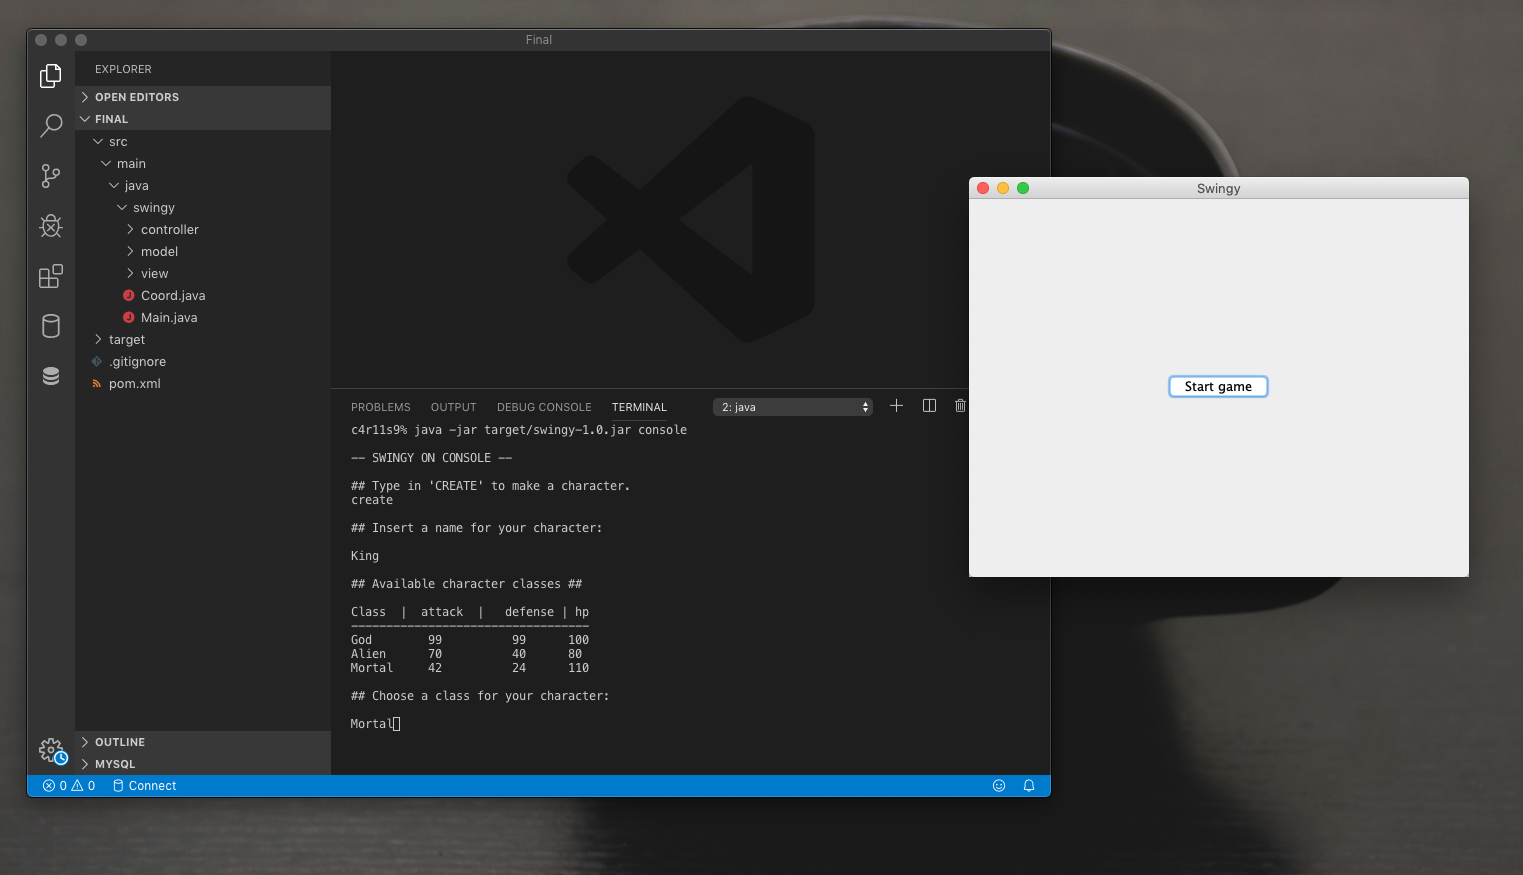 Final
EXPLORER
OPEN EDITORS
FINAL
src
main
java
swingy
controller
model
view
Coord.java
Main.java
target
.gitignore
pom.xml
OUTLINE
MYSQL
PROBLEMS OUTPUT DEBUG CONSOLE TERMINAL 2: java
c4r11s9% java -jar target/swingy-1.0.jar console
-- SWINGY ON CONSOLE --
## Type in 'CREATE' to make a character.
create
## Insert a name for your character:
King
## Available character classes ##
Class | attack | defense | hp
----------------------------------
God 99 99 100
Alien 70 40 80
Mortal 42 24 110
## Choose a class for your character:
Mortal
0 0 Connect
Swingy
Start game